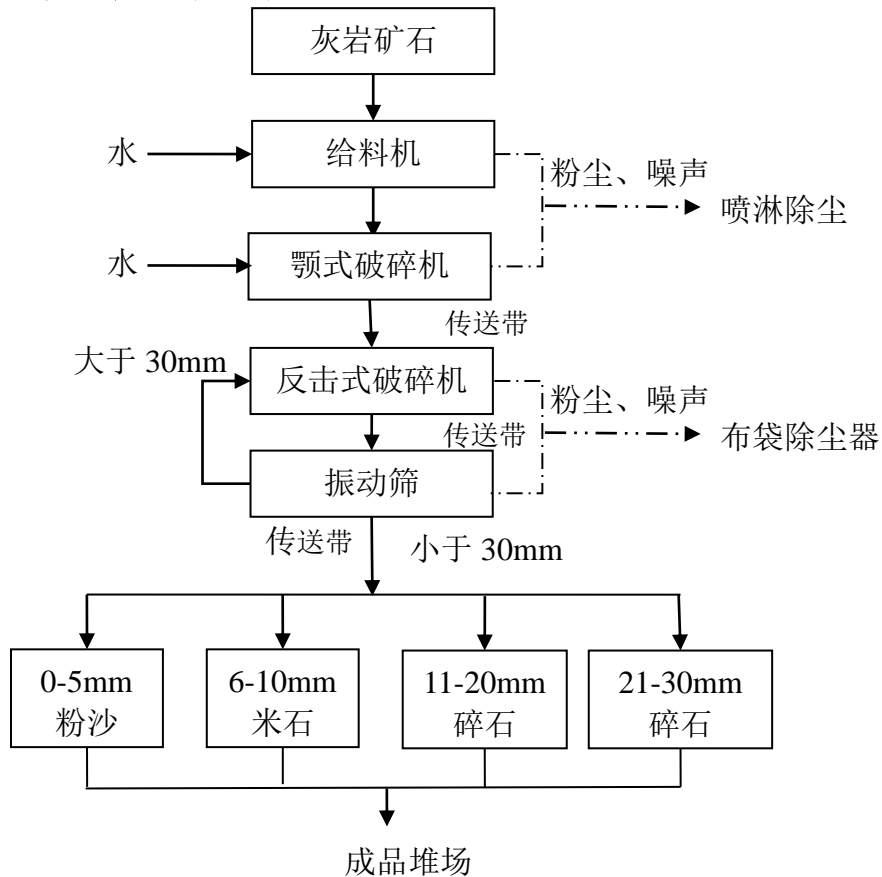 灰岩矿石
水
给料机
粉尘、噪声
喷淋除尘
水
颚式破碎机
传送带
大于 30mm
反击式破碎机
粉尘、噪声
传送带
布袋除尘器
振动筛
传送带
小于 30mm
0-5mm
粉沙
6-10mm
米石
11-20mm
碎石
21-30mm
碎石
成品堆场